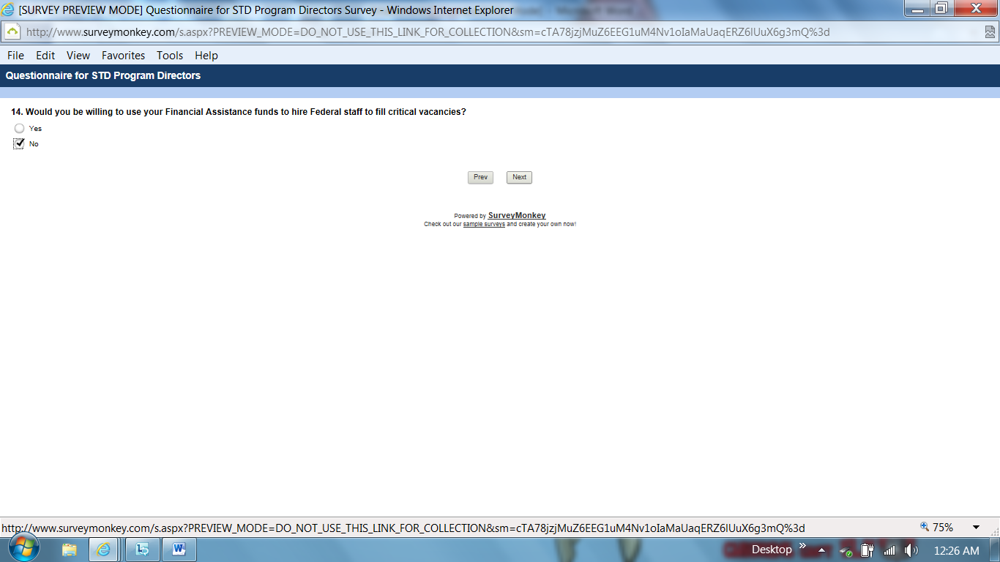 [SURVEY PREVIEW MODE] Questionnaire for STD Program Directors Survey - Windows Internet Explorer
http://www.surveymonkey.com/s.aspx?PREVIEW_MODE=DO_NOT_USE_THIS_LINK_FOR_COLLECTION&sm=cTA78jzjMuZ6EEG1uM4Nv1oIaMaUaqERZ6lUuX6g3mQ%3d
File Edit View Favorites Tools Help
Questionnaire for STD Program Directors
14. Would you be willing to use your Financial Assistance funds to hire Federal staff to fill critical vacancies?
Yes
No
Prev Next
Powered by SurveyMonkey
Check out our sample surveys and create your own now!
http://www.surveymonkey.com/s.aspx?PREVIEW_MODE=DO_NOT_USE_THIS_LINK_FOR_COLLECTION&sm=cTA78jzjMuZ6EEG1uM4Nv1oIaMaUaqERZ6lUuX6g3mQ%3d 75%
Desktop 12:26 AM